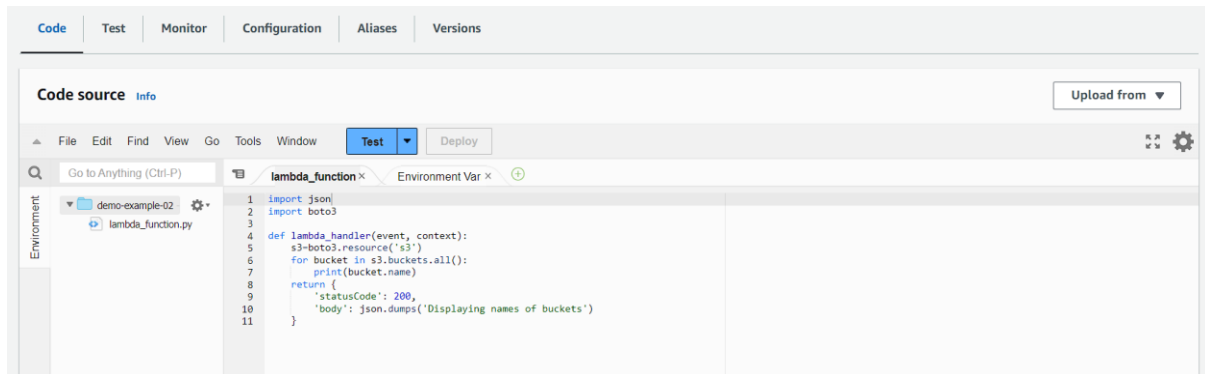 Code Test Monitor Configuration Aliases Versions
Code source Info
Upload from
File Edit Find View Go Tools Window Test Deploy
Go to Anything (Ctrl-P)
lambda_function × Environment Var ×
Environment
demo-example-02
lambda_function.py
1 import json
2 import boto3
3
4 def lambda_handler(event, context):
5 s3=boto3.resource('s3')
6 for bucket in s3.buckets.all():
7 print(bucket.name)
8 return {
9 'statusCode': 200,
10 'body': json.dumps('Displaying names of buckets')
11 }